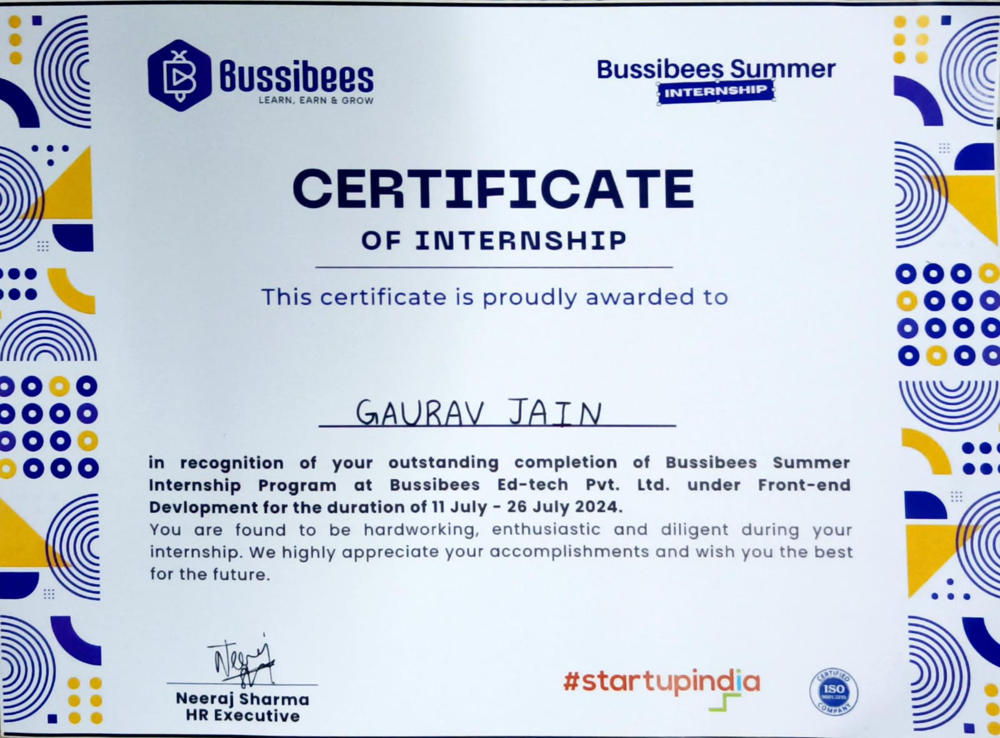 Bussibees
LEARN, EARN & GROW
Bussibees Summer
INTERNSHIP
CERTIFICATE
OF INTERNSHIP
This certificate is proudly awarded to
GAURAV JAIN
in recognition of your outstanding completion of Bussibees Summer
Internship Program at Bussibees Ed-tech Pvt. Ltd. under Front-end
Devlopment for the duration of 11 July - 26 July 2024.
You are found to be hardworking, enthusiastic and diligent during your
internship. We highly appreciate your accomplishments and wish you the best
for the future.
Neeraj
Neeraj Sharma
HR Executive
#startupindia
CERTIFIED
ISO
9001:2015
COMPANY